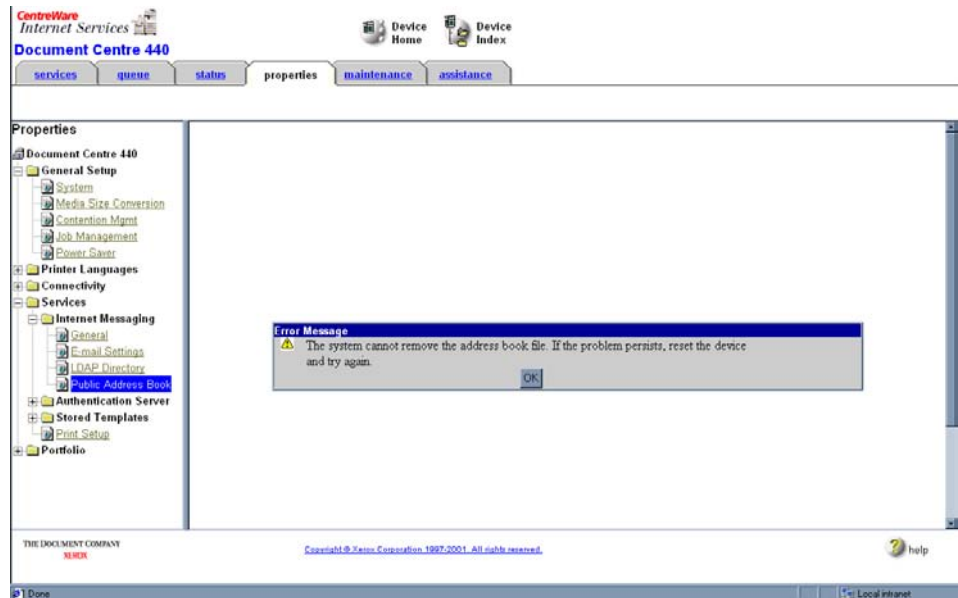 CentreWare
Internet Services
Document Centre 440
Device
Home
Device
Index
services
queue
status
properties
maintenance
assistance
Properties
Document Centre 440
General Setup
System
Media Size Conversion
Contention Mgmt
Job Management
Power Saver
Printer Languages
Connectivity
Services
Internet Messaging
General
E-mail Settings
LDAP Directory
Public Address Book
Authentication Server
Stored Templates
Print Setup
Portfolio
Error Message
The system cannot remove the address book file. If the problem persists, reset the device
and try again.
OK
THE DOCUMENT COMPANY
XEROX
Copyright © Xerox Corporation 1997-2001. All rights reserved.
help
Done
Local intranet